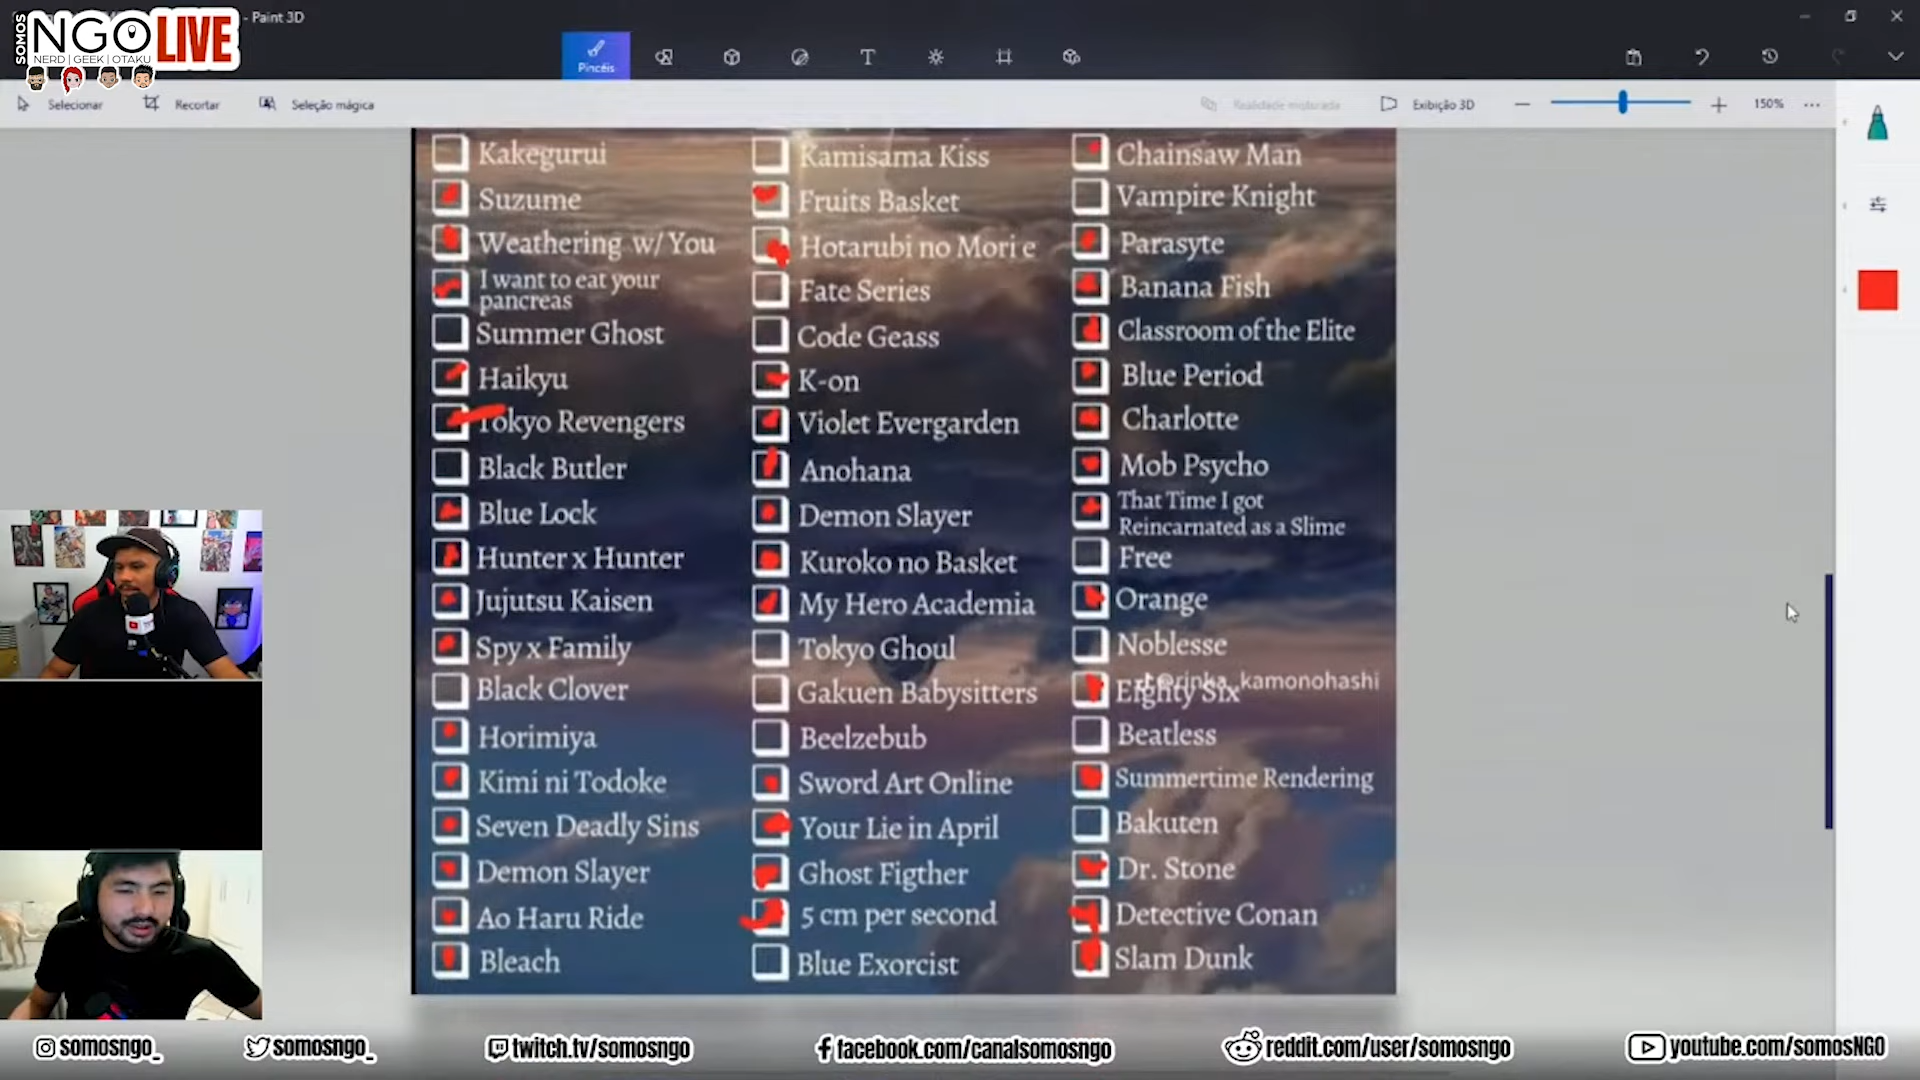 SOMOS
NGO LIVE
NERD | GEEK | OTAKU
- Paint 3D
Pincéis
Selecionar
Recortar
Seleção mágica
Realidade misturada
Exibição 3D
150%
Kakegurui
Suzume
Weathering w/ You
I want to eat your
pancreas
Summer Ghost
Haikyu
Tokyo Revengers
Black Butler
Blue Lock
Hunter x Hunter
Jujutsu Kaisen
Spy x Family
Black Clover
Horimiya
Kimi ni Todoke
Seven Deadly Sins
Demon Slayer
Ao Haru Ride
Bleach
Kamisama Kiss
Fruits Basket
Hotarubi no Mori e
Fate Series
Code Geass
K-on
Violet Evergarden
Anohana
Demon Slayer
Kuroko no Basket
My Hero Academia
Tokyo Ghoul
Gakuen Babysitters
Beelzebub
Sword Art Online
Your Lie in April
Ghost Figther
5 cm per second
Blue Exorcist
Chainsaw Man
Vampire Knight
Parasyte
Banana Fish
Classroom of the Elite
Blue Period
Charlotte
Mob Psycho
That Time I got
Reincarnated as a Slime
Free
Orange
Noblesse
@rinka_kamonohashi
Eighty Six
Beatless
Summertime Rendering
Bakuten
Dr. Stone
Detective Conan
Slam Dunk
somosngo_
somosngo_
twitch.tv/somosngo
facebook.com/canalsomosngo
reddit.com/user/somosngo
youtube.com/somosNGO